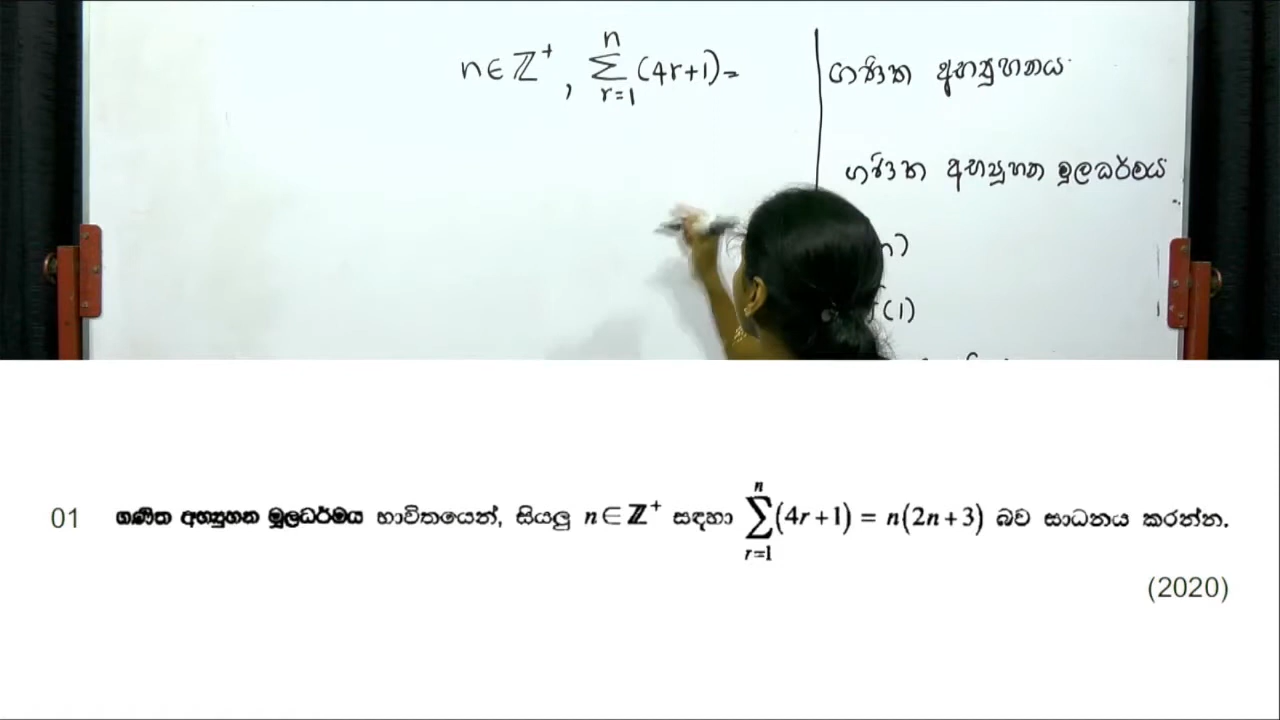 n ∈ ℤ⁺, ∑_{r=1}^{n} (4r+1) =
ගණිත අභ්‍යුහනය
ගණිත අභ්‍යුහන මූලධර්මය
(1)
01 ගණිත අභ්‍යුහන මූලධර්මය භාවිතයෙන්, සියලු n ∈ ℤ⁺ සඳහා ∑_{r=1}^{n} (4r+1) = n(2n+3) බව සාධනය කරන්න.
(2020)